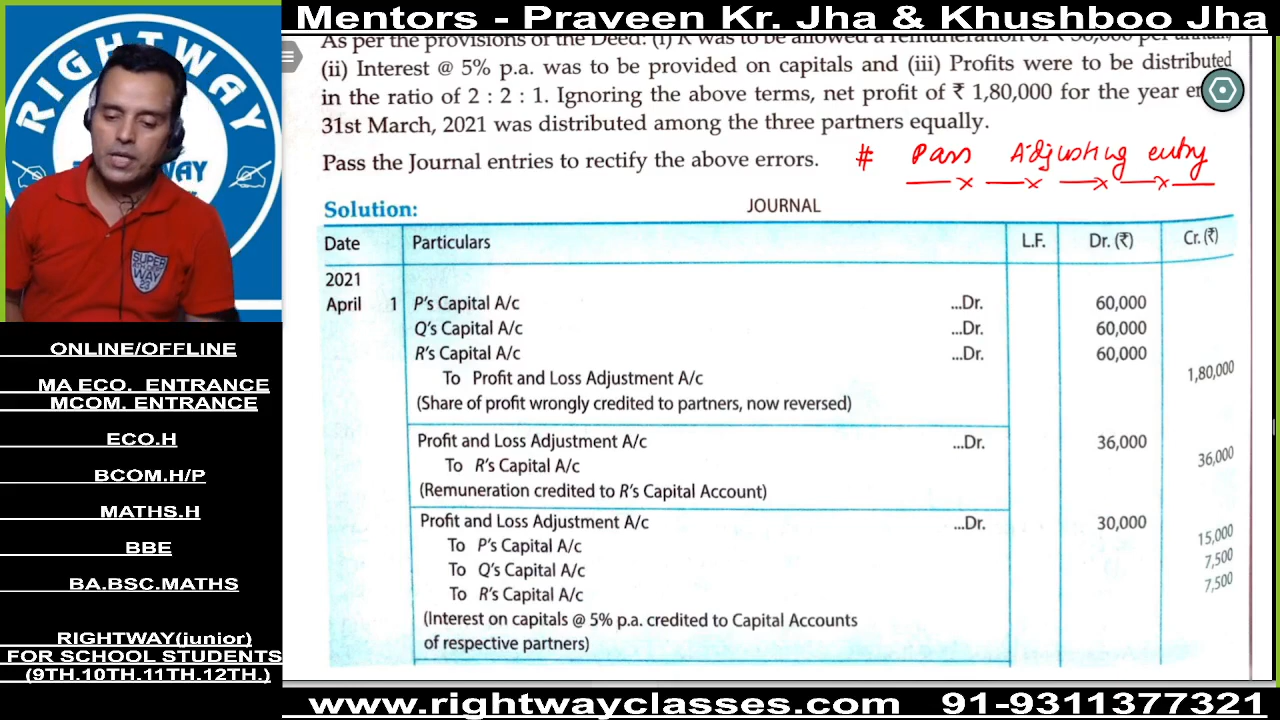 Mentors - Praveen Kr. Jha & Khushboo Jha
RIGHTWAY
SUPER
WAY
ONLINE/OFFLINE
MA ECO. ENTRANCE
MCOM. ENTRANCE
ECO.H
BCOM.H/P
MATHS.H
BBE
BA.BSC.MATHS
RIGHTWAY(junior)
FOR SCHOOL STUDENTS
(9TH.10TH.11TH.12TH.)
As per the provisions of the Deed: (i) R was to be allowed a remuneration of ₹ per
(ii) Interest @ 5% p.a. was to be provided on capitals and (iii) Profits were to be distributed
in the ratio of 2 : 2 : 1. Ignoring the above terms, net profit of ₹ 1,80,000 for the year
31st March, 2021 was distributed among the three partners equally.
Pass the Journal entries to rectify the above errors. # Pass Adjusting entry
Solution: JOURNAL
Date Particulars L.F. Dr. (₹) Cr. (₹)
2021
April 1 P's Capital A/c ...Dr. 60,000
Q's Capital A/c ...Dr. 60,000
R's Capital A/c ...Dr. 60,000
To Profit and Loss Adjustment A/c 1,80,000
(Share of profit wrongly credited to partners, now reversed)
Profit and Loss Adjustment A/c ...Dr. 36,000
To R's Capital A/c 36,000
(Remuneration credited to R's Capital Account)
Profit and Loss Adjustment A/c ...Dr. 30,000
To P's Capital A/c 15,000
To Q's Capital A/c 7,500
To R's Capital A/c 7,500
(Interest on capitals @ 5% p.a. credited to Capital Accounts
of respective partners)
www.rightwayclasses.com 91-9311377321